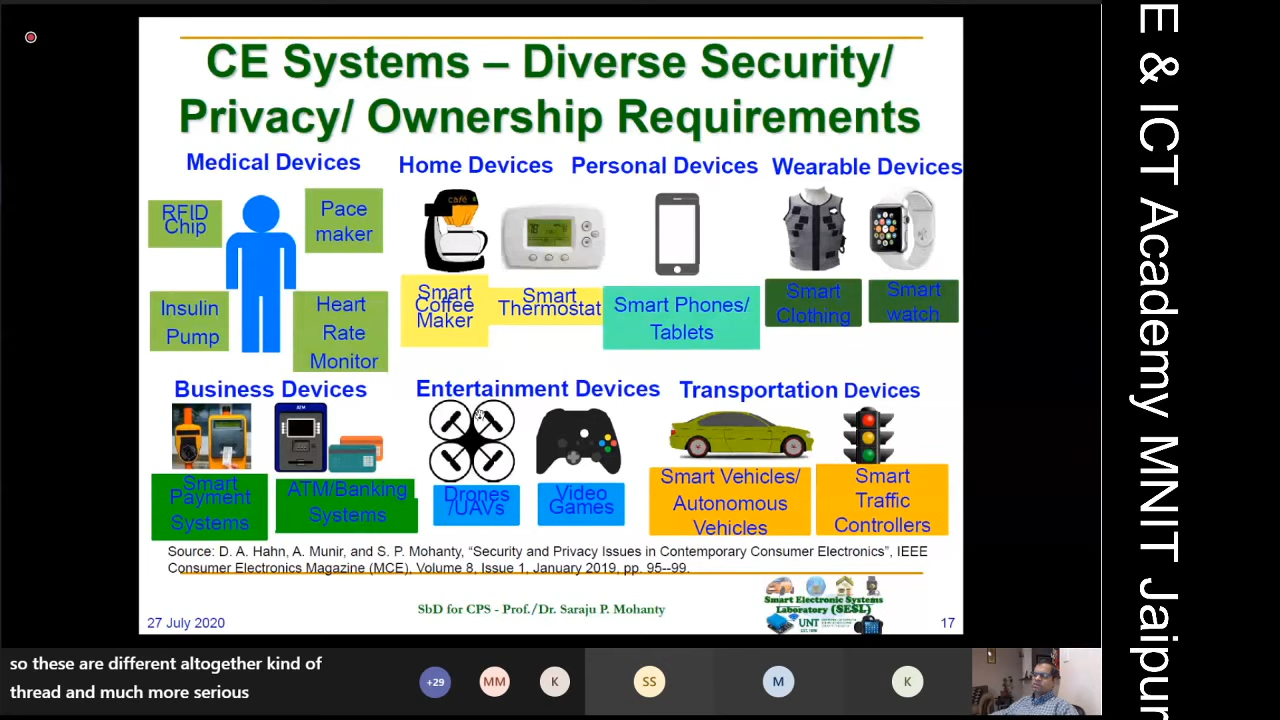 CE Systems – Diverse Security/
Privacy/ Ownership Requirements
Medical Devices
Home Devices
Personal Devices
Wearable Devices
RFID
Chip
Pace
maker
Insulin
Pump
Heart
Rate
Monitor
Smart
Coffee
Maker
Smart
Thermostat
Smart Phones/
Tablets
Smart
Clothing
Smart
watch
Business Devices
Entertainment Devices
Transportation Devices
ATM
Smart
Payment
Systems
ATM/Banking
Systems
Drones
/UAVs
Video
Games
Smart Vehicles/
Autonomous
Vehicles
Smart
Traffic
Controllers
Source: D. A. Hahn, A. Munir, and S. P. Mohanty, “Security and Privacy Issues in Contemporary Consumer Electronics”, IEEE
Consumer Electronics Magazine (MCE), Volume 8, Issue 1, January 2019, pp. 95--99.
27 July 2020
SbD for CPS - Prof./Dr. Saraju P. Mohanty
Smart Electronic Systems
Laboratory (SESL)
UNT
17
so these are different altogether kind of
thread and much more serious
+29
MM
K
SS
M
K
E & ICT Academy MNIT Jaipur